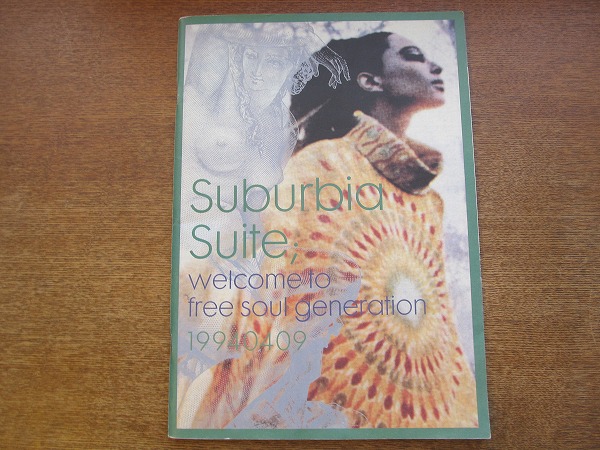 Suburbia
Suite;
welcome to
free soul generation
19940409